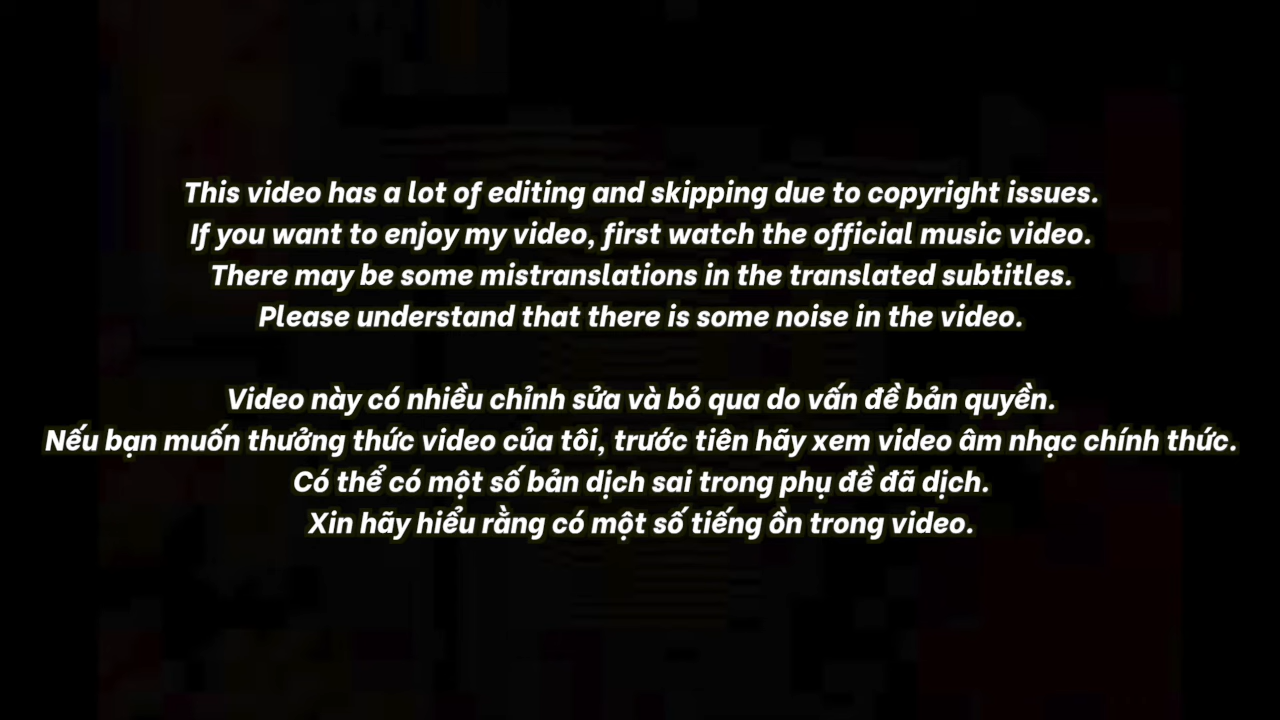 This video has a lot of editing and skipping due to copyright issues.
If you want to enjoy my video, first watch the official music video.
There may be some mistranslations in the translated subtitles.
Please understand that there is some noise in the video.
Video này có nhiều chỉnh sửa và bỏ qua do vấn đề bản quyền.
Nếu bạn muốn thưởng thức video của tôi, trước tiên hãy xem video âm nhạc chính thức.
Có thể có một số bản dịch sai trong phụ đề đã dịch.
Xin hãy hiểu rằng có một số tiếng ồn trong video.